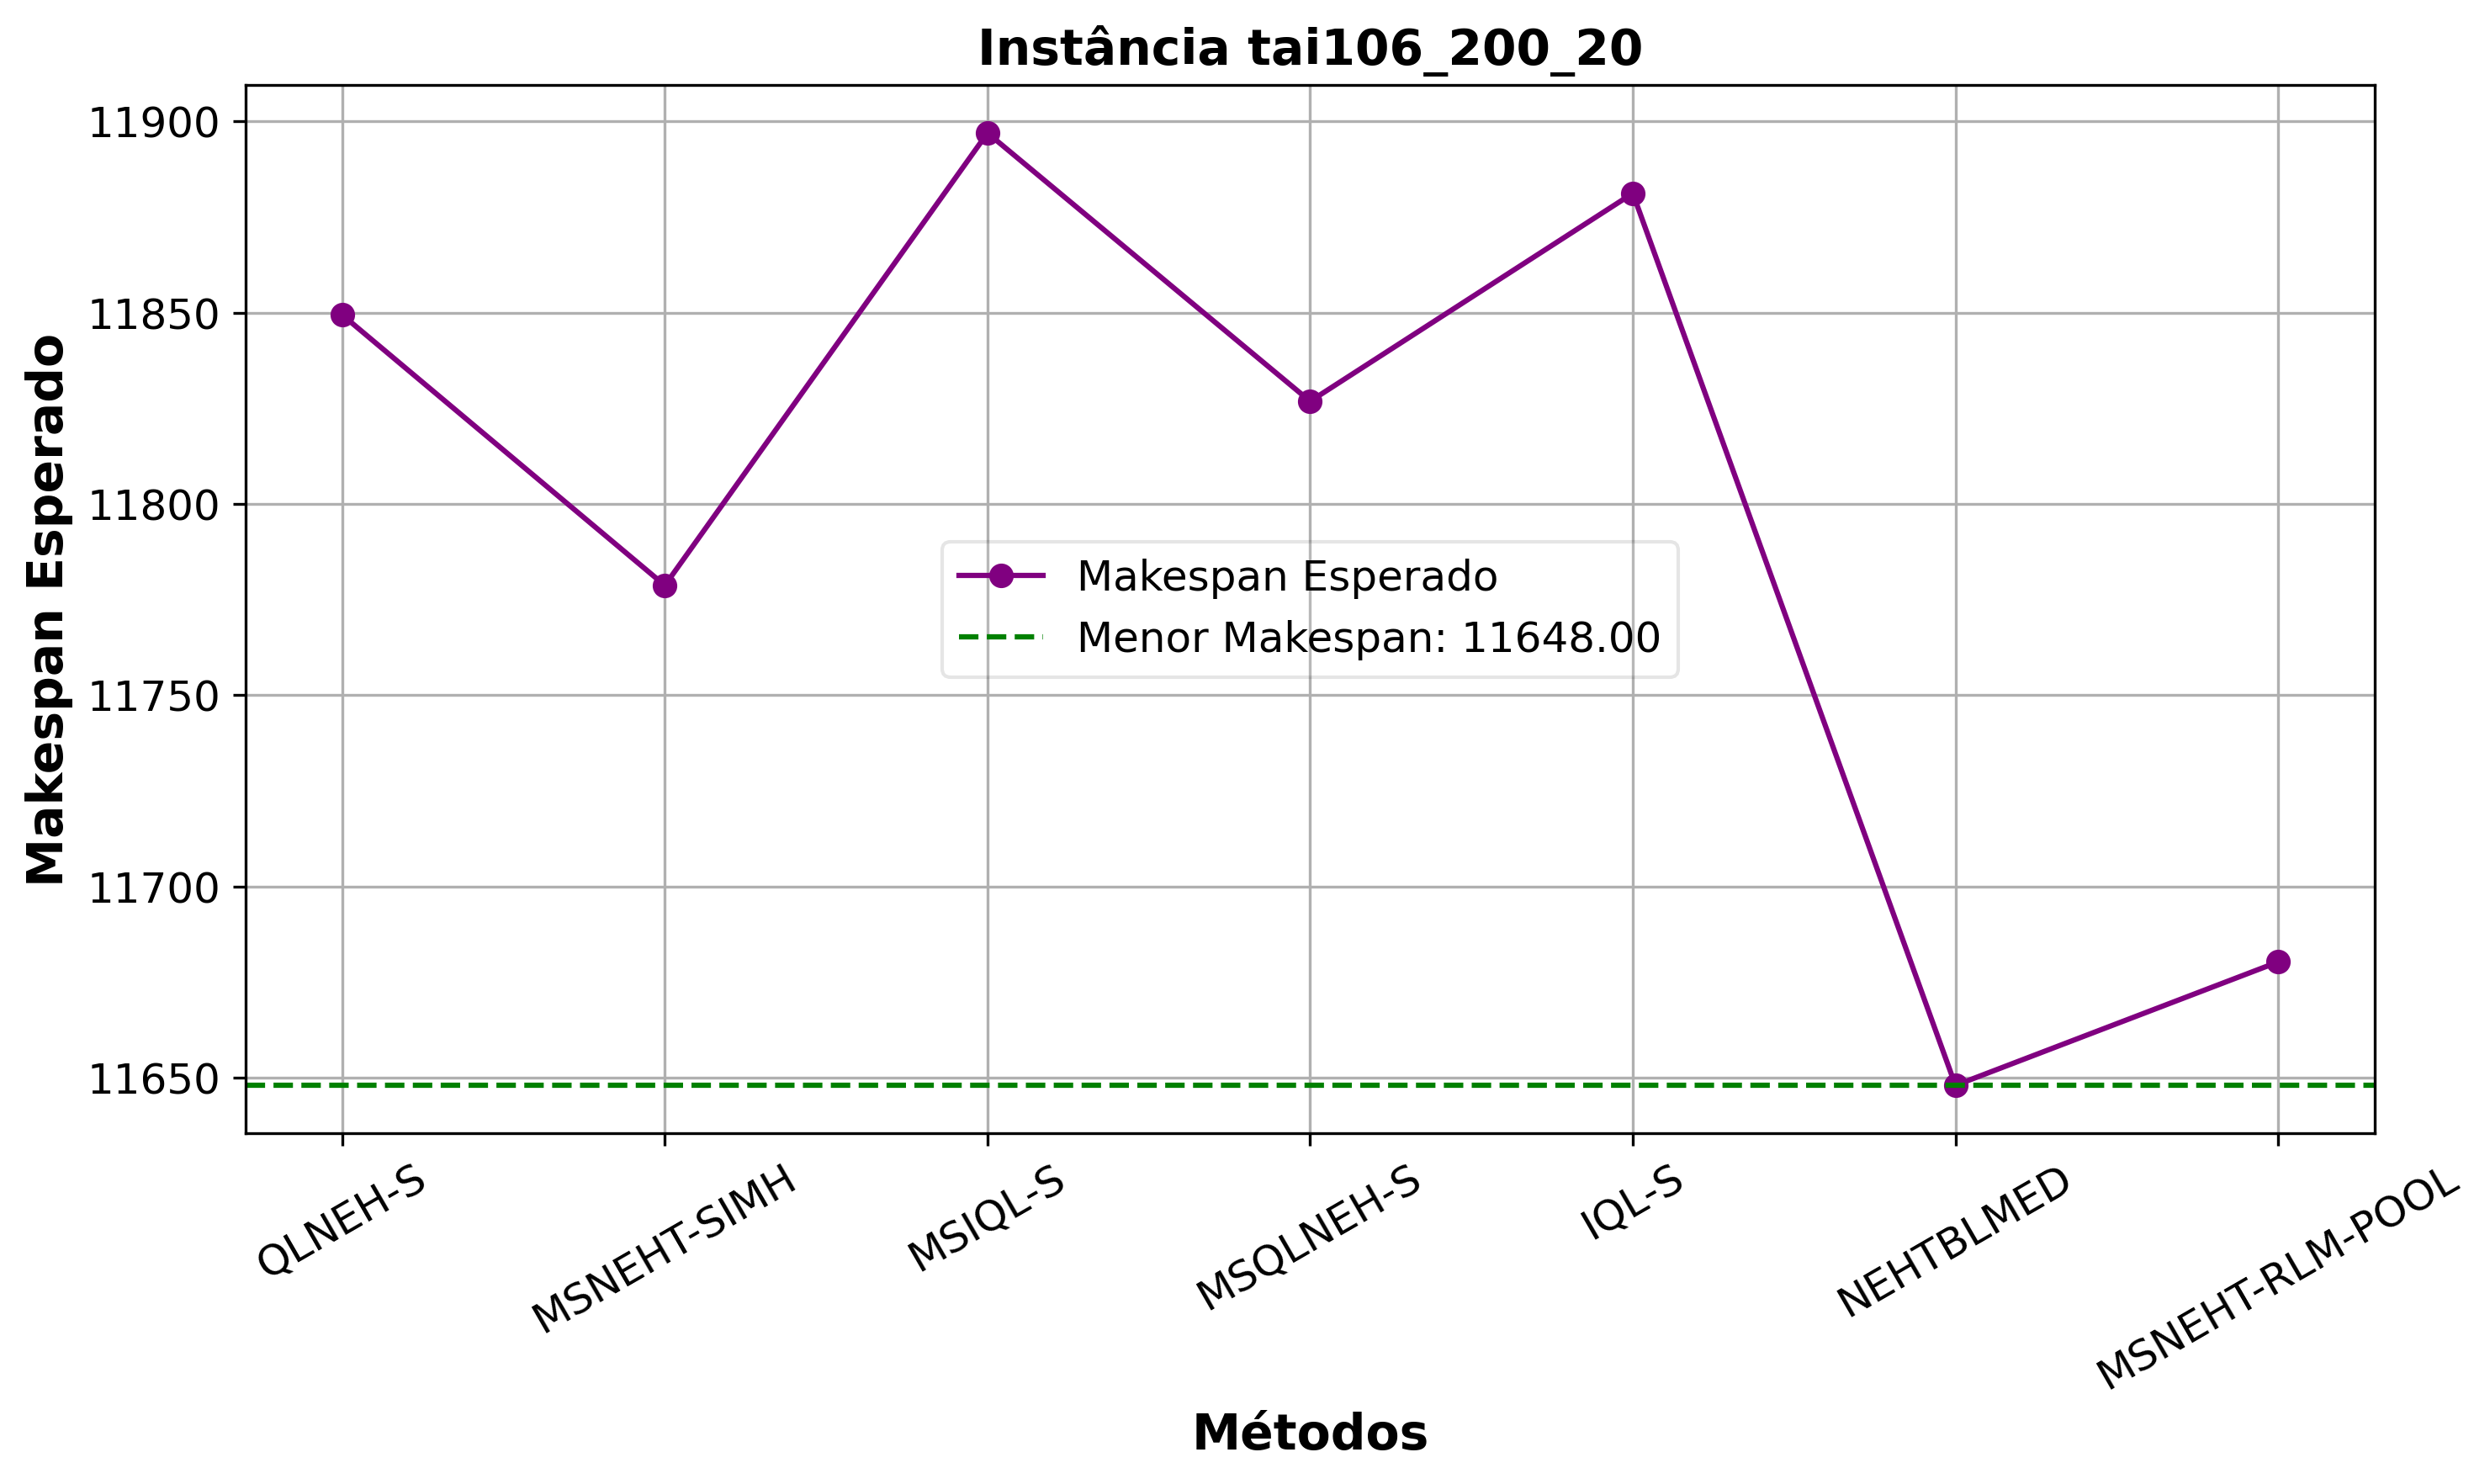 Instância tai106_200_20
Makespan Esperado
11900
11850
11800
11750
11700
11650
Makespan Esperado
Menor Makespan: 11648.00
QLNEH-S
MSNEHT-SIMH
MSIQL-S
MSQLNEH-S
IQL-S
NEHTBLMED
MSNEHT-RLM-POOL
Métodos